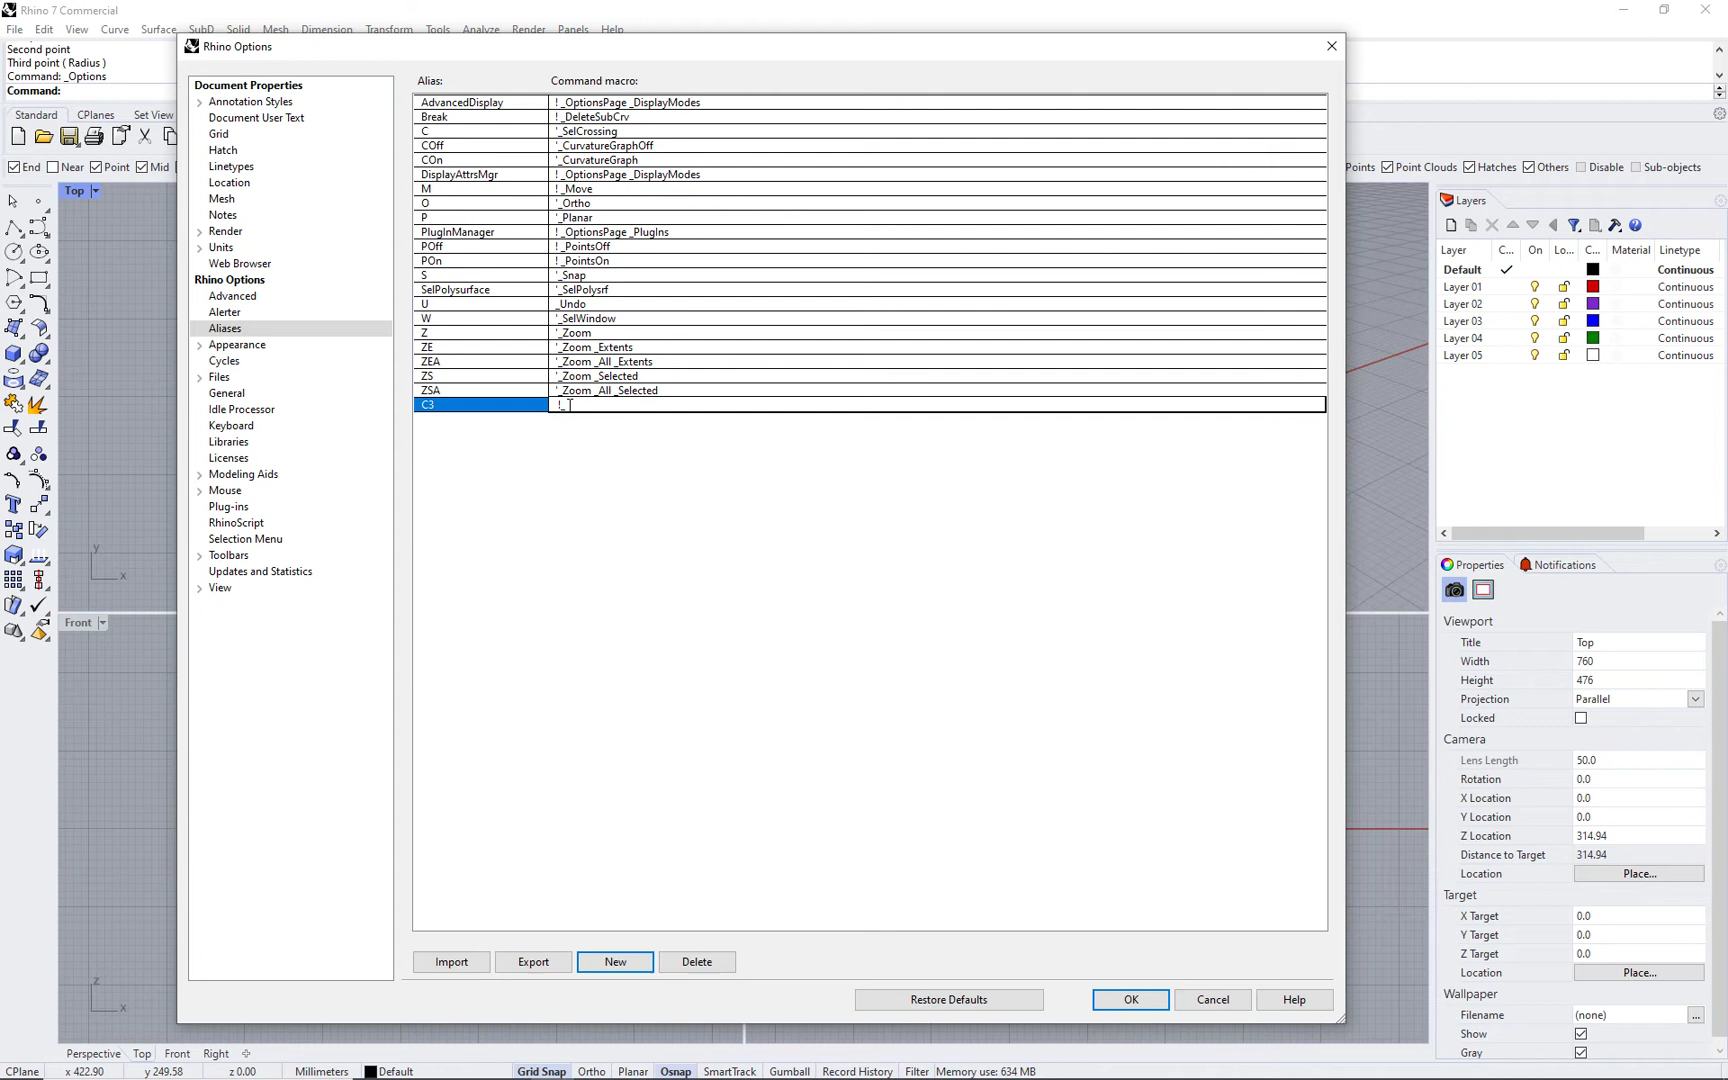 Rhino 7 Commercial
File Edit View Curve Surface SubD Solid Mesh Dimension Transform Tools Analyze Render Panels Help
Second point
Third point ( Radius )
Command: _Options
Command:
Standard CPlanes Set View
End Near Point Mid
Points Point Clouds Hatches Others Disable Sub-objects
Top
Front
Rhino Options
Document Properties
Annotation Styles
Document User Text
Grid
Hatch
Linetypes
Location
Mesh
Notes
Render
Units
Web Browser
Rhino Options
Advanced
Alerter
Aliases
Appearance
Cycles
Files
General
Idle Processor
Keyboard
Libraries
Licenses
Modeling Aids
Mouse
Plug-ins
RhinoScript
Selection Menu
Toolbars
Updates and Statistics
View
Alias: Command macro:
AdvancedDisplay ! _OptionsPage _DisplayModes
Break ! _DeleteSubCrv
C '_SelCrossing
COff '_CurvatureGraphOff
COn '_CurvatureGraph
DisplayAttrsMgr ! _OptionsPage _DisplayModes
M ! _Move
O '_Ortho
P '_Planar
PlugInManager ! _OptionsPage _PlugIns
POff ! _PointsOff
POn ! _PointsOn
S '_Snap
SelPolysurface '_SelPolysrf
U _Undo
W '_SelWindow
Z '_Zoom
ZE '_Zoom _Extents
ZEA '_Zoom _All _Extents
ZS '_Zoom _Selected
ZSA '_Zoom _All _Selected
C3 !_
Import Export New Delete
Restore Defaults OK Cancel Help
Layers
Layer C... On Lo... C... Material Linetype
Default Continuous
Layer 01 Continuous
Layer 02 Continuous
Layer 03 Continuous
Layer 04 Continuous
Layer 05 Continuous
Properties Notifications
Viewport
Title Top
Width 760
Height 476
Projection Parallel
Locked
Camera
Lens Length 50.0
Rotation 0.0
X Location 0.0
Y Location 0.0
Z Location 314.94
Distance to Target 314.94
Location Place...
Target
X Target 0.0
Y Target 0.0
Z Target 0.0
Location Place...
Wallpaper
Filename (none) ...
Show
Gray
y
x
z
x
Perspective Top Front Right
CPlane x 422.90 y 249.58 z 0.00 Millimeters Default Grid Snap Ortho Planar Osnap SmartTrack Gumball Record History Filter Memory use: 634 MB